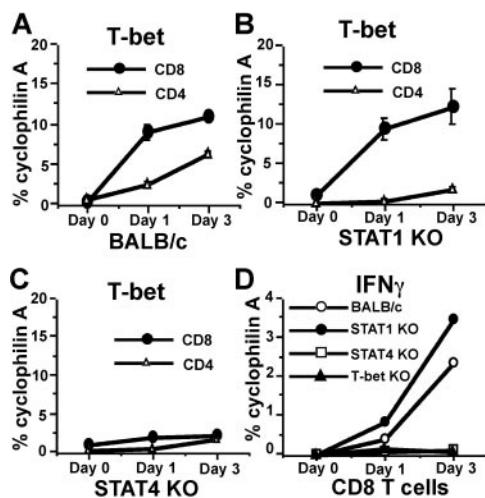 A
T-bet
% cyclophilin A
20
15
10
5
0
CD8
CD4
Day 0 Day 1 Day 3
BALB/c
B
T-bet
% cyclophilin A
20
15
10
5
0
CD8
CD4
Day 0 Day 1 Day 3
STAT1 KO
C
T-bet
% cyclophilin A
20
15
10
5
0
CD8
CD4
Day 0 Day 1 Day 3
STAT4 KO
D
IFNγ
% cyclophilin A
4
3
2
1
0
BALB/c
STAT1 KO
STAT4 KO
T-bet KO
Day 0 Day 1 Day 3
CD8 T cells